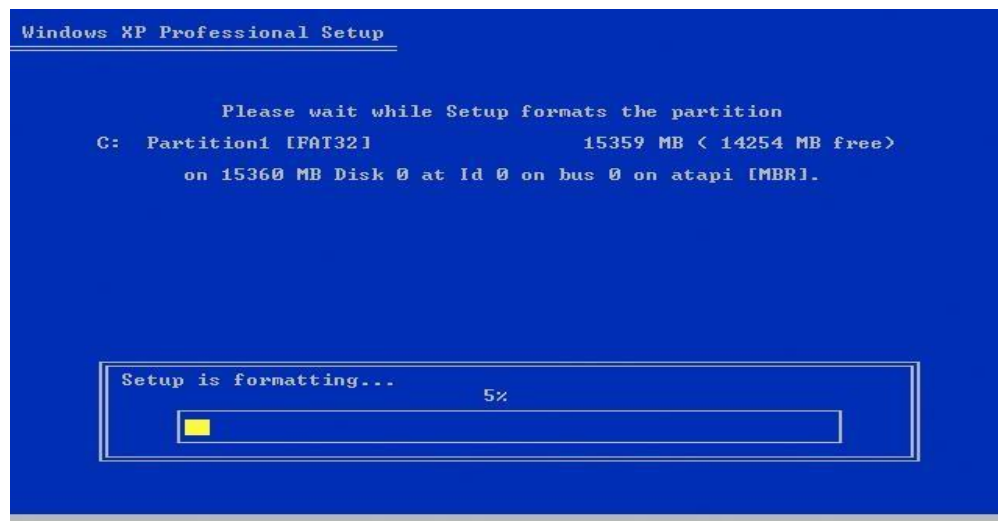 Windows XP Professional Setup
Please wait while Setup formats the partition
C: Partition1 [FAT32] 15359 MB ( 14254 MB free)
on 15360 MB Disk 0 at Id 0 on bus 0 on atapi [MBR].
Setup is formatting...
5%